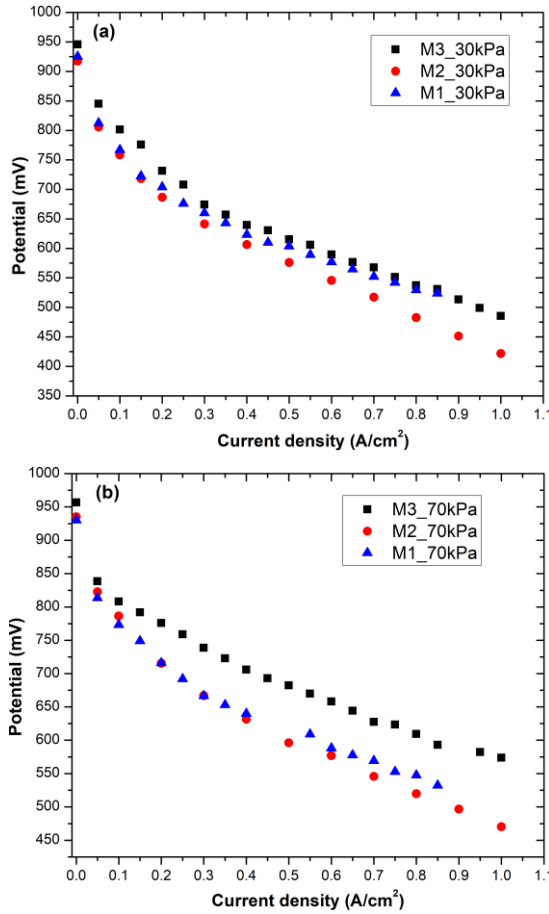 (a)
M3_30kPa
M2_30kPa
M1_30kPa
Potential (mV)
1000
950
900
850
800
750
700
650
600
550
500
450
400
350
0.0 0.1 0.2 0.3 0.4 0.5 0.6 0.7 0.8 0.9 1.0 1.1
Current density (A/cm²)
(b)
M3_70kPa
M2_70kPa
M1_70kPa
Potential (mV)
1000
950
900
850
800
750
700
650
600
550
500
450
0.0 0.1 0.2 0.3 0.4 0.5 0.6 0.7 0.8 0.9 1.0 1.1
Current density (A/cm²)